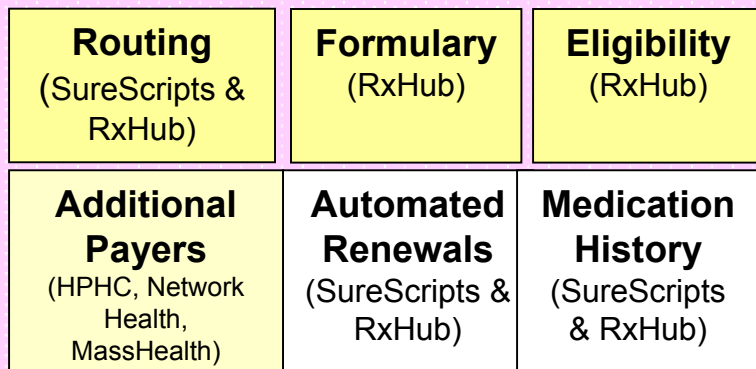 Routing
(SureScripts &
RxHub)
Formulary
(RxHub)
Eligibility
(RxHub)
Additional
Payers
(HPHC, Network
Health,
MassHealth)
Automated
Renewals
(SureScripts &
RxHub)
Medication
History
(SureScripts
& RxHub)